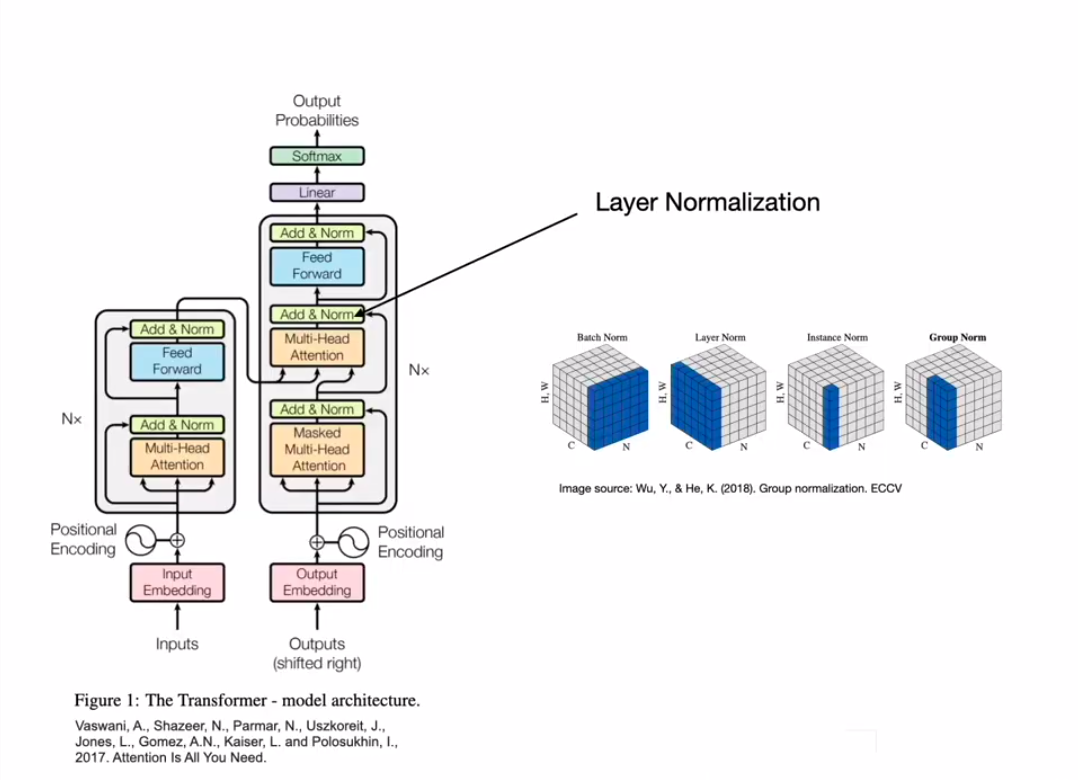 Output
Probabilities
Softmax
Linear
Add & Norm
Feed
Forward
Add & Norm
Multi-Head
Attention
Add & Norm
Masked
Multi-Head
Attention
Nx
Add & Norm
Feed
Forward
Add & Norm
Multi-Head
Attention
Nx
Positional
Encoding
Positional
Encoding
Input
Embedding
Output
Embedding
Inputs
Outputs
(shifted right)
Figure 1: The Transformer - model architecture.
Vaswani, A., Shazeer, N., Parmar, N., Uszkoreit, J.,
Jones, L., Gomez, A.N., Kaiser, L. and Polosukhin, I.,
2017. Attention Is All You Need.
Layer Normalization
Batch Norm
H, W
C
N
Layer Norm
H, W
C
N
Instance Norm
H, W
C
N
Group Norm
H, W
C
N
Image source: Wu, Y., & He, K. (2018). Group normalization. ECCV